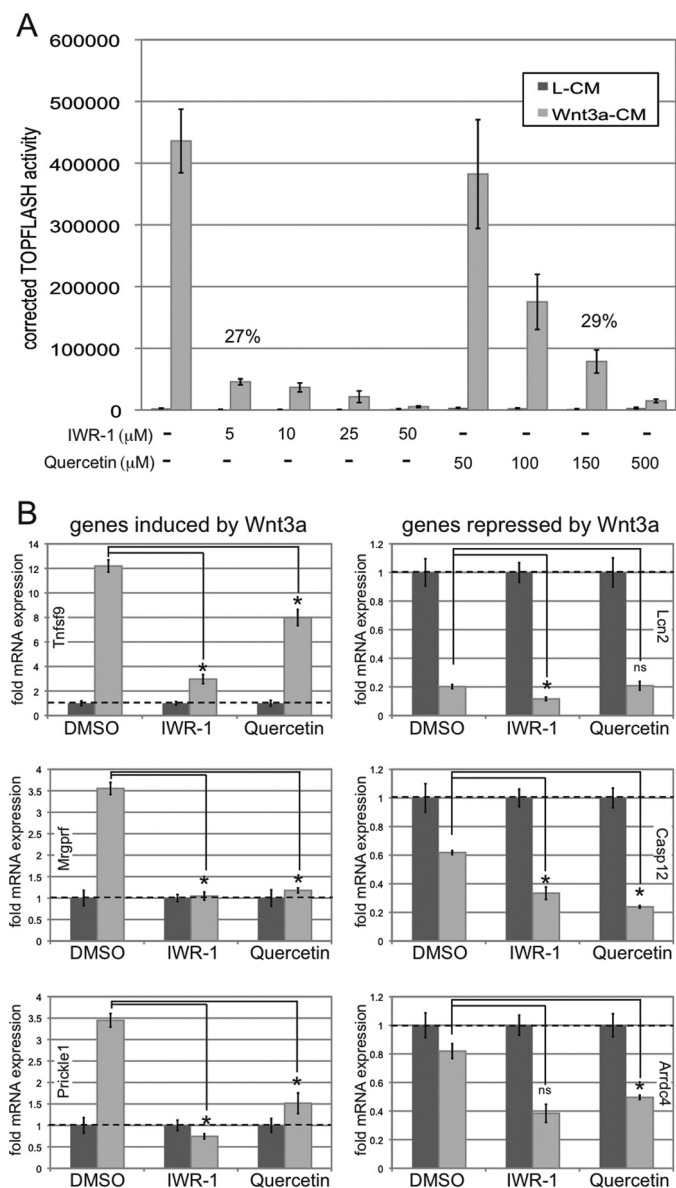 A
600000
500000
400000
300000
200000
100000
0
corrected TOPFLASH activity
L-CM
Wnt3a-CM
27%
29%
IWR-1 (μM) - 5 10 25 50 - - - -
Quercetin (μM) - - - - - 50 100 150 500
B
genes induced by Wnt3a
genes repressed by Wnt3a
fold mRNA expression
14
12
10
8
6
4
2
0
Tnfsf9
*
*
DMSO IWR-1 Quercetin
fold mRNA expression
1.2
1
0.8
0.6
0.4
0.2
0
Lcn2
*
ns
DMSO IWR-1 Quercetin
fold mRNA expression
4
3.5
3
2.5
2
1.5
1
0.5
0
Mrgprf
*
*
DMSO IWR-1 Quercetin
fold mRNA expression
1.2
1
0.8
0.6
0.4
0.2
0
Casp12
*
*
DMSO IWR-1 Quercetin
fold mRNA expression
4
3.5
3
2.5
2
1.5
1
0.5
0
Prickle1
*
*
DMSO IWR-1 Quercetin
fold mRNA expression
1.2
1
0.8
0.6
0.4
0.2
0
Arrdc4
ns
*
DMSO IWR-1 Quercetin